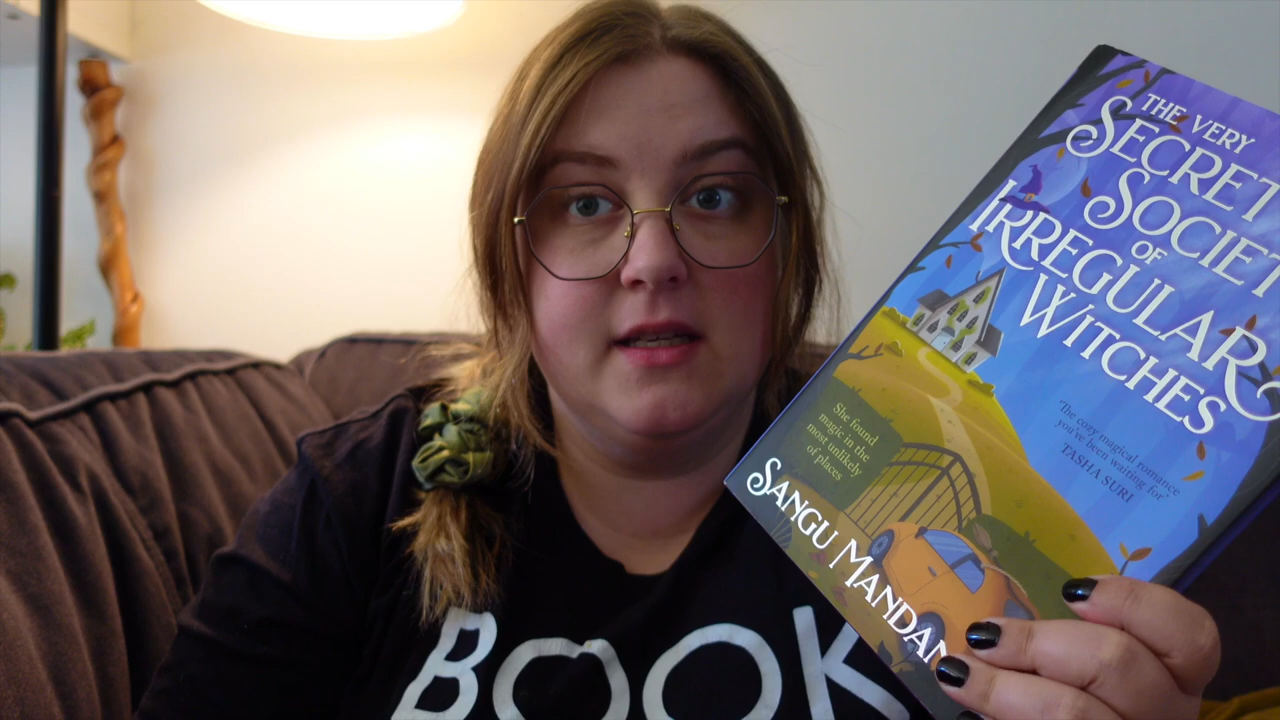 THE VERY
SECRET
SOCIET
OF
IRREGULAR
WITCHES
'The cozy magical romance
you've been waiting for'
TASHA SURI
She found
magic in the
most unlikely
of places
SANGU MANDAN
BOOK